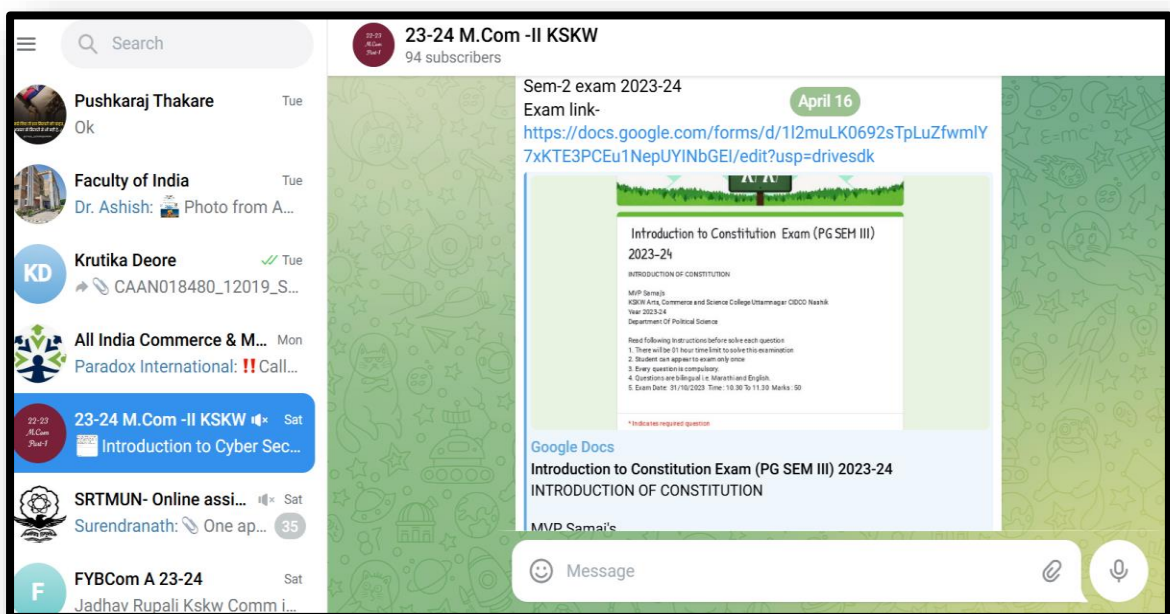 Search
Pushkaraj Thakare Tue
Ok
Faculty of India Tue
Dr. Ashish: Photo from A...
KD
Krutika Deore Tue
CAAN018480_12019_S...
All India Commerce & M... Mon
Paradox International: !! Call...
22-23
M.Com
Part-I
23-24 M.Com -II KSKW Sat
Introduction to Cyber Sec...
SRTMUN- Online assi... Sat
Surendranath: One ap... 35
F
FYBCom A 23-24 Sat
Jadhav Rupali Kskw Comm i...
22-23
M.Com
Part-I
23-24 M.Com -II KSKW
94 subscribers
April 16
Sem-2 exam 2023-24
Exam link-
https://docs.google.com/forms/d/1l2muLK0692sTpLuZfwmlY
7xKTE3PCEu1NepUYINbGEI/edit?usp=drivesdk
Introduction to Constitution Exam (PG SEM III)
2023-24
INTRODUCTION OF CONSTITUTION
MVP Samaj's
KSKW Arts, Commerce and Science College Uttamnagar CIDCO Nashik
Year 2023-24
Department Of Political Science
Read following Instructions before solve each question
1. There will be 01 hour time limit to solve this examination
2. Student can appear to exam only once
3. Every question is compulsory.
4. Questions are bilingual i.e. Marathi and English.
5. Exam Date: 31/10/2023 Time : 10.30 To 11.30 Marks : 50
* Indicates required question
Google Docs
Introduction to Constitution Exam (PG SEM III) 2023-24
INTRODUCTION OF CONSTITUTION
MVP Samaj's
Message